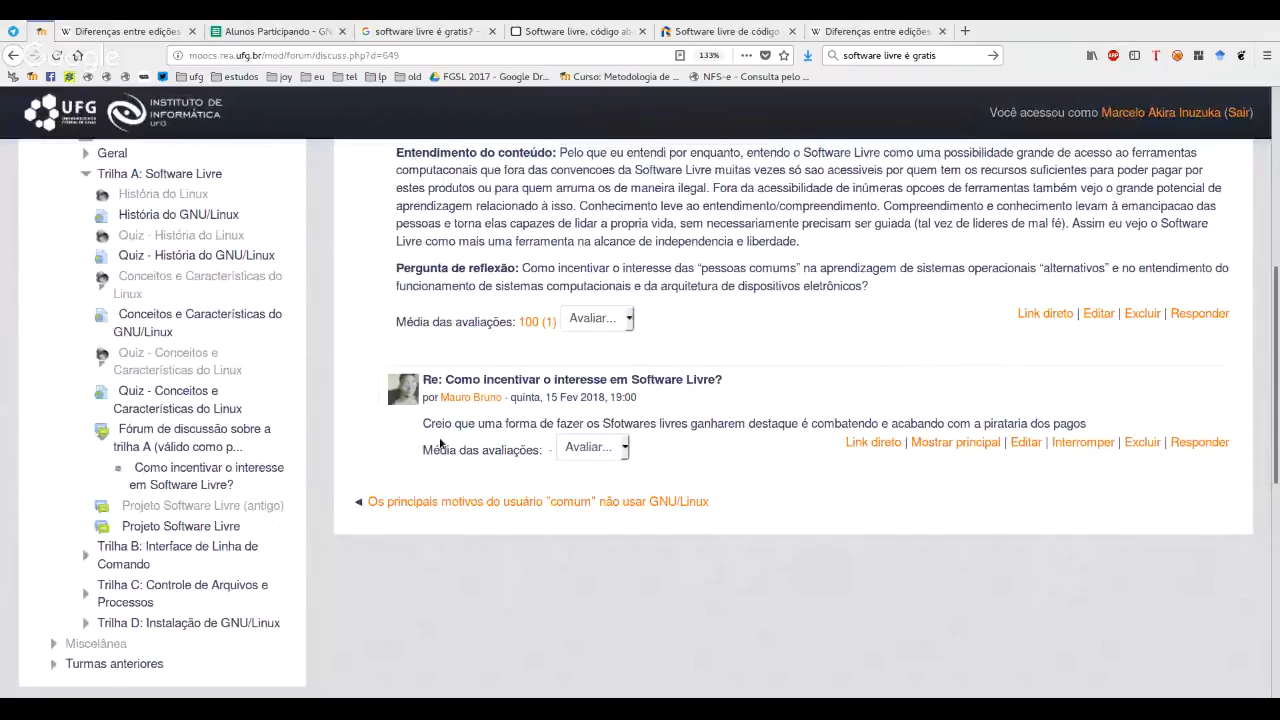 Diferenças entre edições
Alunos Participando - GN
software livre é gratis? -
Software livre, código ab
Software livre de código
Diferenças entre edições
Google
moocs.rea.ufg.br/mod/forum/discuss.php?d=649
133%
software livre é gratis
ufg
estudos
joy
eu
tel
lp
old
FGSL 2017 - Google Dr...
Curso: Metodologia de ...
NFS-e - Consulta pelo ...
UFG
INSTITUTO DE
INFORMÁTICA
UFG
Você acessou como Marcelo Akira Inuzuka (Sair)
Geral
Trilha A: Software Livre
História do Linux
História do GNU/Linux
Quiz - História do Linux
Quiz - História do GNU/Linux
Conceitos e Características do
Linux
Conceitos e Características do
GNU/Linux
Quiz - Conceitos e
Características do Linux
Quiz - Conceitos e
Características do Linux
Fórum de discussão sobre a
trilha A (válido como p...
Como incentivar o interesse
em Software Livre?
Projeto Software Livre (antigo)
Projeto Software Livre
Trilha B: Interface de Linha de
Comando
Trilha C: Controle de Arquivos e
Processos
Trilha D: Instalação de GNU/Linux
Miscelânea
Turmas anteriores
Entendimento do conteúdo: Pelo que eu entendi por enquanto, entendo o Software Livre como uma possibilidade grande de acesso ao ferramentas
computaconais que fora das convencoes da Software Livre muitas vezes só sao acessiveis por quem tem os recursos suficientes para poder pagar por
estes produtos ou para quem arruma os de maneira ilegal. Fora da acessibilidade de inúmeras opcoes de ferramentas também vejo o grande potencial de
aprendizagem relacionado à isso. Conhecimento leve ao entendimento/compreendimento. Compreendimento e conhecimento levam à emancipacao das
pessoas e torna elas capazes de lidar a propria vida, sem necessariamente precisam ser guiada (tal vez de lideres de mal fé). Assim eu vejo o Software
Livre como mais uma ferramenta na alcance de independencia e liberdade.
Pergunta de reflexão: Como incentivar o interesse das “pessoas comums” na aprendizagem de sistemas operacionais “alternativos” e no entendimento do
funcionamento de sistemas computacionais e da arquitetura de dispositivos eletrônicos?
Média das avaliações: 100 (1) Avaliar...
Link direto | Editar | Excluir | Responder
Re: Como incentivar o interesse em Software Livre?
por Mauro Bruno - quinta, 15 Fev 2018, 19:00
Creio que uma forma de fazer os Sfotwares livres ganharem destaque é combatendo e acabando com a pirataria dos pagos
Média das avaliações: - Avaliar...
Link direto | Mostrar principal | Editar | Interromper | Excluir | Responder
◄ Os principais motivos do usuário "comum" não usar GNU/Linux